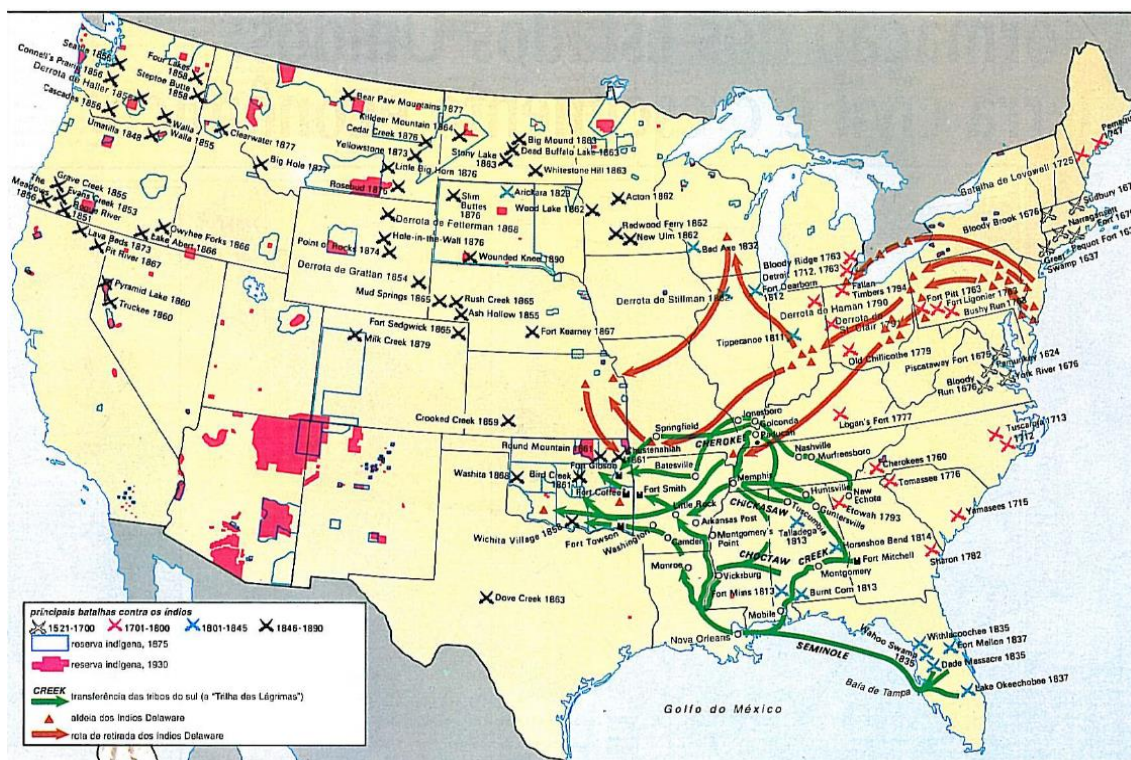 Seattle 1856
Connell's Prairie 1856
Derrota de Haller 1856
Cascades 1856
Four Lakes
1858
Steptoe Butte
1858
Umatilla 1848
Walla
Walla 1855
Clearwater 1877
Big Hole 1877
Bear Paw Mountains 1877
Killdeer Mountain 1864
Cedar Creek 1876
Yellowstone 1873
Little Big Horn 1876
Rosebud 1876
Stony Lake
1863
Big Mound 1863
Dead Buffalo Lake 1863
Whitestone Hill 1863
Slim
Buttes
1876
Arickara 1823
Wood Lake 1862
Acton 1862
Redwood Ferry 1862
New Ulm 1862
Bad Axe 1832
Grave Creek 1855
Evans Creek 1853
The
Meadows
1856
Rogue River
1851
Lava Beds 1873
Pit River 1867
Owyhee Forks 1866
Lake Abert 1866
Pyramid Lake 1860
Truckee 1860
Derrota de Fetterman 1866
Hole-in-the-Wall 1876
Point of Rocks 1874
Wounded Knee 1890
Derrota de Grattan 1854
Mud Springs 1865
Rush Creek 1865
Ash Hollow 1855
Fort Sedgwick 1865
Milk Creek 1879
Fort Kearney 1867
Crooked Creek 1859
Derrota de Stillman
Fort Dearborn
1812
Tippecanoe 1811
Bloody Ridge 1763
Detroit 1712, 1763
Fallen
Timbers 1794
Derrota de Harmar 1790
Derrota de
St. Clair
Fort Pitt 1763
Fort Ligonier 1763
Bushy Run 1763
Old Chillicothe 1779
Logan's Fort 1777
Pemaquid
1747
Batalha de Lovewell 1725
Bloody Brook 1676
Sudbury
Narragansett
Fort
Great
Swamp
Pequot Fort 1637
Piscataway Fort 1675
Pamunkey 1624
Bloody
Run 1676
York River 1676
Tuscarora 1713
1712
Cherokees 1760
Tomassee 1776
Yamasees 1715
Etowah 1793
Sharon 1782
Round Mountain 1861
Chustenahlah
1861
Washita 1868
Bird Creek
1861
Fort Gibson
Fort Coffee
Fort Smith
Wichita Village 1858
Fort Towson
Washington
Dove Creek 1863
Springfield
CHEROKEE
Jonesboro
Golconda
Paducah
Batesville
Nashville
Murfreesboro
Memphis
Little Rock
Arkansas Post
Montgomery's
Point
Camden
CHICKASAW
Huntsville
New
Echota
Tuscumbia
Guntersville
Talladega
1813
Horseshoe Bend 1814
CHOCTAW
CREEK
Fort Mitchell
Monroe
Vicksburg
Montgomery
Fort Mims 1813
Burnt Corn 1813
Mobile
Nova Orleans
SEMINOLE
Wahoo Swamp
1835
Withlacoochee 1835
Fort Mellon 1837
Dade Massacre 1835
Baía de Tampa
Lake Okeechobee 1837
Golfo do México
principais batalhas contra os índios
1521-1700 1701-1800 1801-1845 1846-1890
reserva indígena, 1875
reserva indígena, 1930
CREEK
transferência das tribos do sul (a "Trilha das Lágrimas")
aldeia dos índios Delaware
rota de retirada dos índios Delaware